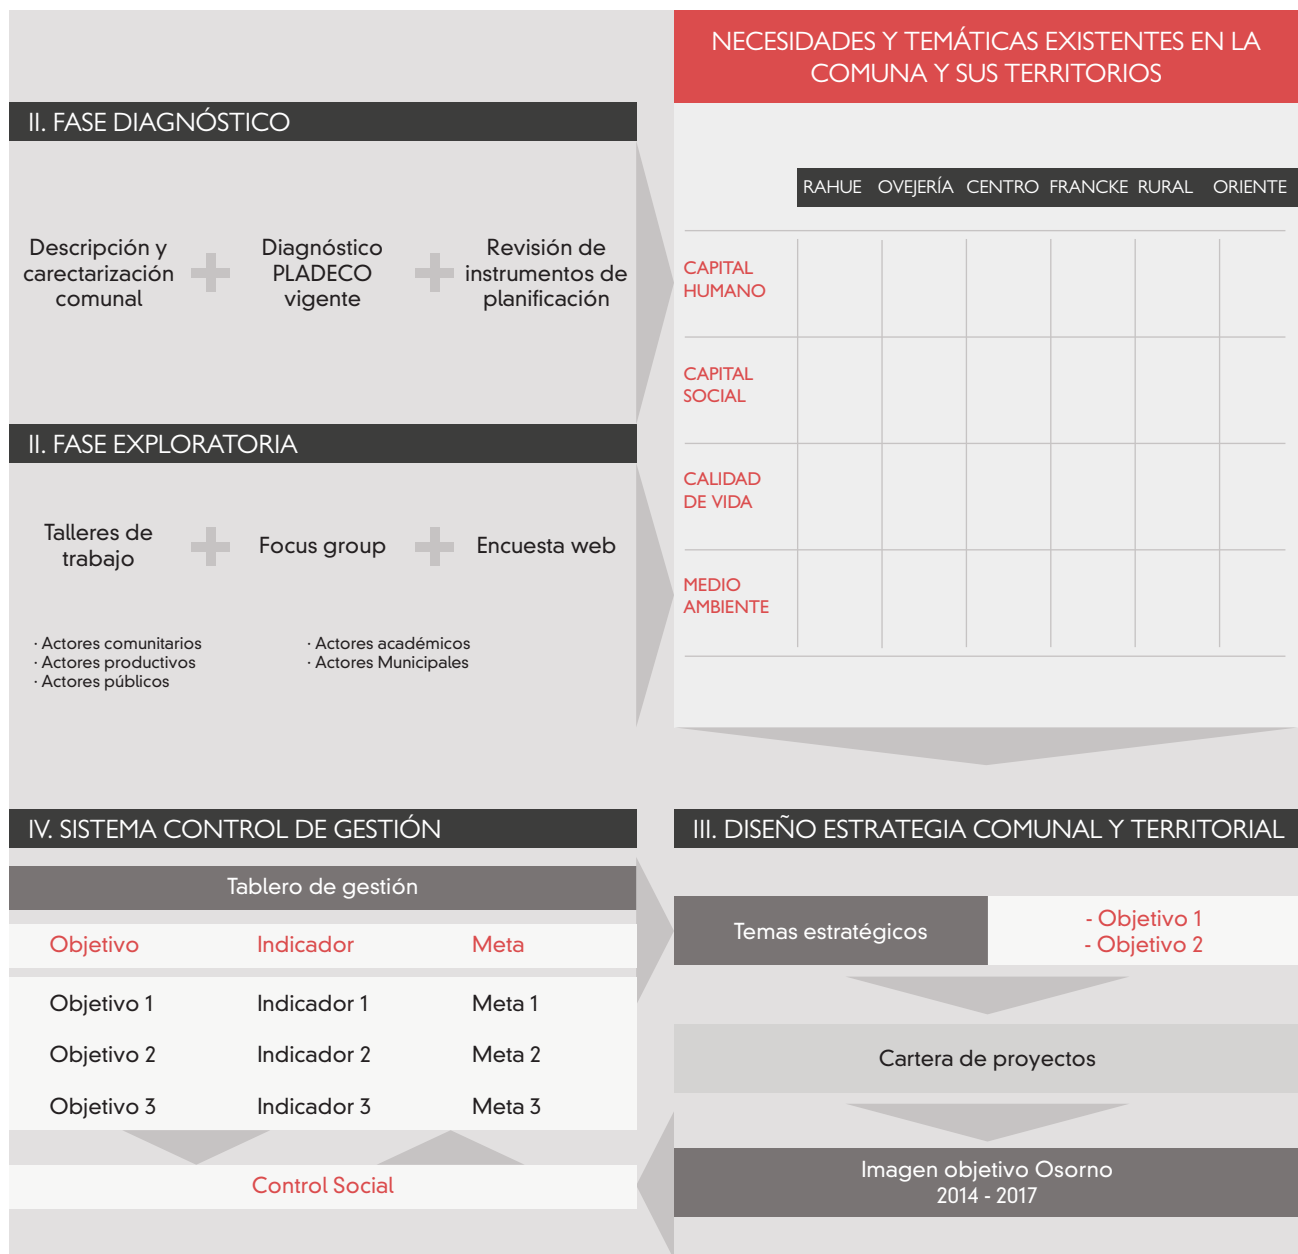 NECESIDADES Y TEMÁTICAS EXISTENTES EN LA
COMUNA Y SUS TERRITORIOS
II. FASE DIAGNÓSTICO
Descripción y
carectarización
comunal
Diagnóstico
PLADECO
vigente
Revisión de
instrumentos de
planificación
RAHUE OVEJERÍA CENTRO FRANCKE RURAL ORIENTE
CAPITAL
HUMANO
CAPITAL
SOCIAL
CALIDAD
DE VIDA
MEDIO
AMBIENTE
II. FASE EXPLORATORIA
Talleres de
trabajo
Focus group
Encuesta web
· Actores comunitarios
· Actores productivos
· Actores públicos
· Actores académicos
· Actores Municipales
III. DISEÑO ESTRATEGIA COMUNAL Y TERRITORIAL
Temas estratégicos
- Objetivo 1
- Objetivo 2
Cartera de proyectos
Imagen objetivo Osorno
2014 - 2017
IV. SISTEMA CONTROL DE GESTIÓN
Tablero de gestión
Objetivo Indicador Meta
Objetivo 1 Indicador 1 Meta 1
Objetivo 2 Indicador 2 Meta 2
Objetivo 3 Indicador 3 Meta 3
Control Social